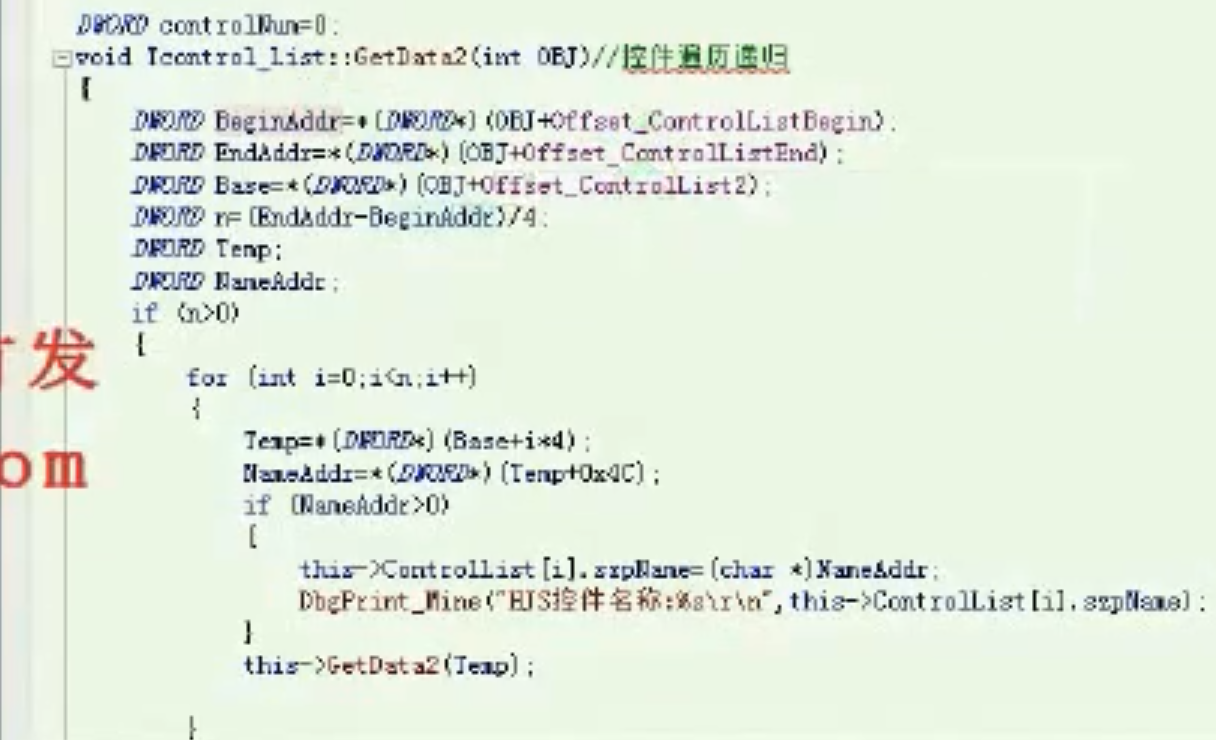 DWORD controlNum=0;
void Icontrol_list::GetData2(int OBJ)//控件遍历递归
{
DWORD BeginAddr=*(DWORD*)(OBJ+Offset_ControlListBegin);
DWORD EndAddr=*(DWORD*)(OBJ+Offset_ControlListEnd);
DWORD Base=*(DWORD*)(OBJ+Offset_ControlList2);
DWORD n=(EndAddr-BeginAddr)/4;
DWORD Temp;
DWORD NameAddr;
if (n>0)
{
发
for (int i=0;i<n;i++)
{
Temp=*(DWORD*)(Base+i*4);
om
NameAddr=*(DWORD*)(Temp+0x4C);
if (NameAddr>0)
{
this->ControlList[i].szpName=(char *)NameAddr;
DbgPrint_Mine("HJS控件名称:%s\r\n",this->ControlList[i].szpName);
}
this->GetData2(Temp);
}